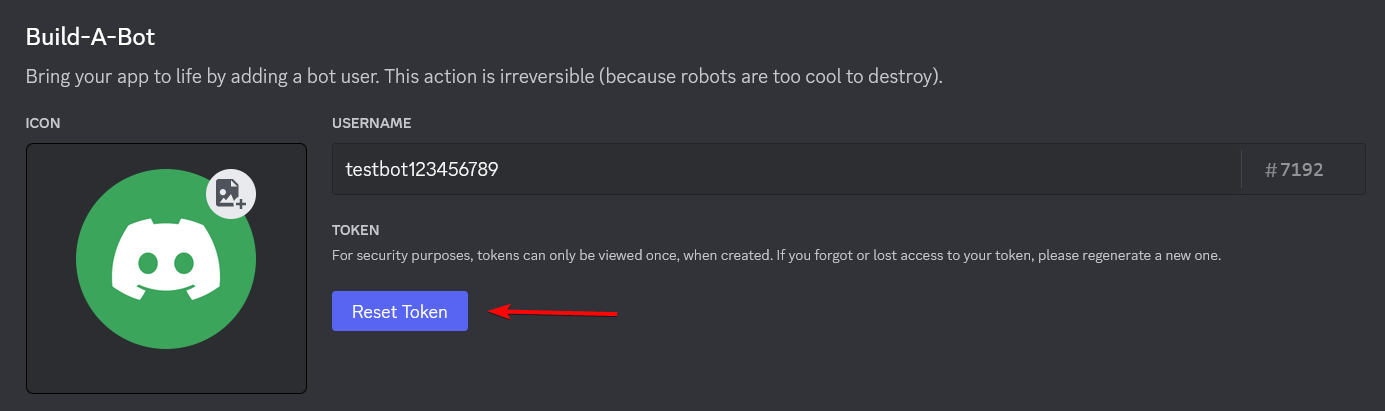 Build-A-Bot
Bring your app to life by adding a bot user. This action is irreversible (because robots are too cool to destroy).
ICON
USERNAME
testbot123456789
#7192
TOKEN
For security purposes, tokens can only be viewed once, when created. If you forgot or lost access to your token, please regenerate a new one.
Reset Token